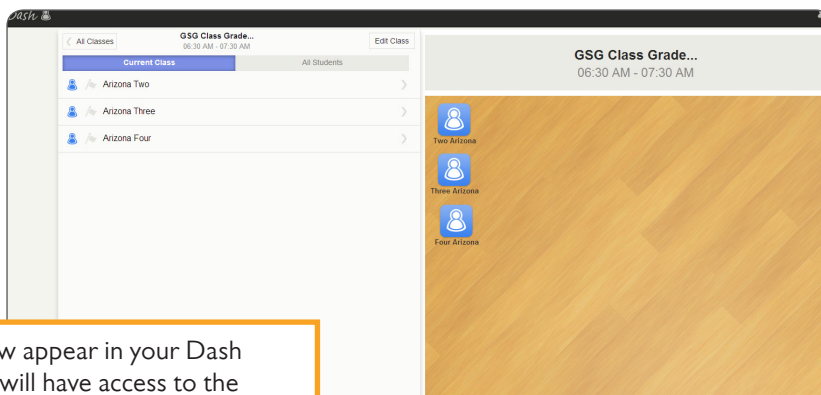 Dash
All Classes
GSG Class Grade...
06:30 AM - 07:30 AM
Edit Class
Current Class
All Students
Arizona Two
Arizona Three
Arizona Four
GSG Class Grade...
06:30 AM - 07:30 AM
Two Arizona
Three Arizona
Four Arizona
appear in your Dash
will have access to the